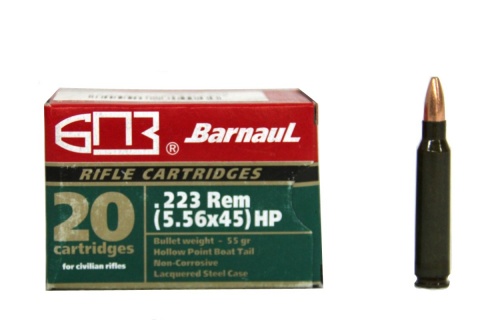 БПЗ ® BARNAUL
RIFLE CARTRIDGES
20
cartridges
for civilian rifles
.223 Rem
(5.56x45) HP
Bullet weight - 55 gr
Hollow Point Boat Tail
Non-Corrosive
Lacquered Steel Case